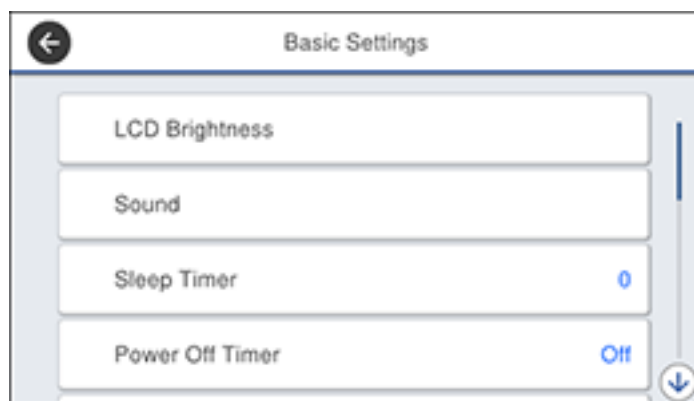 Basic Settings
LCD Brightness
Sound
Sleep Timer 0
Power Off Timer Off